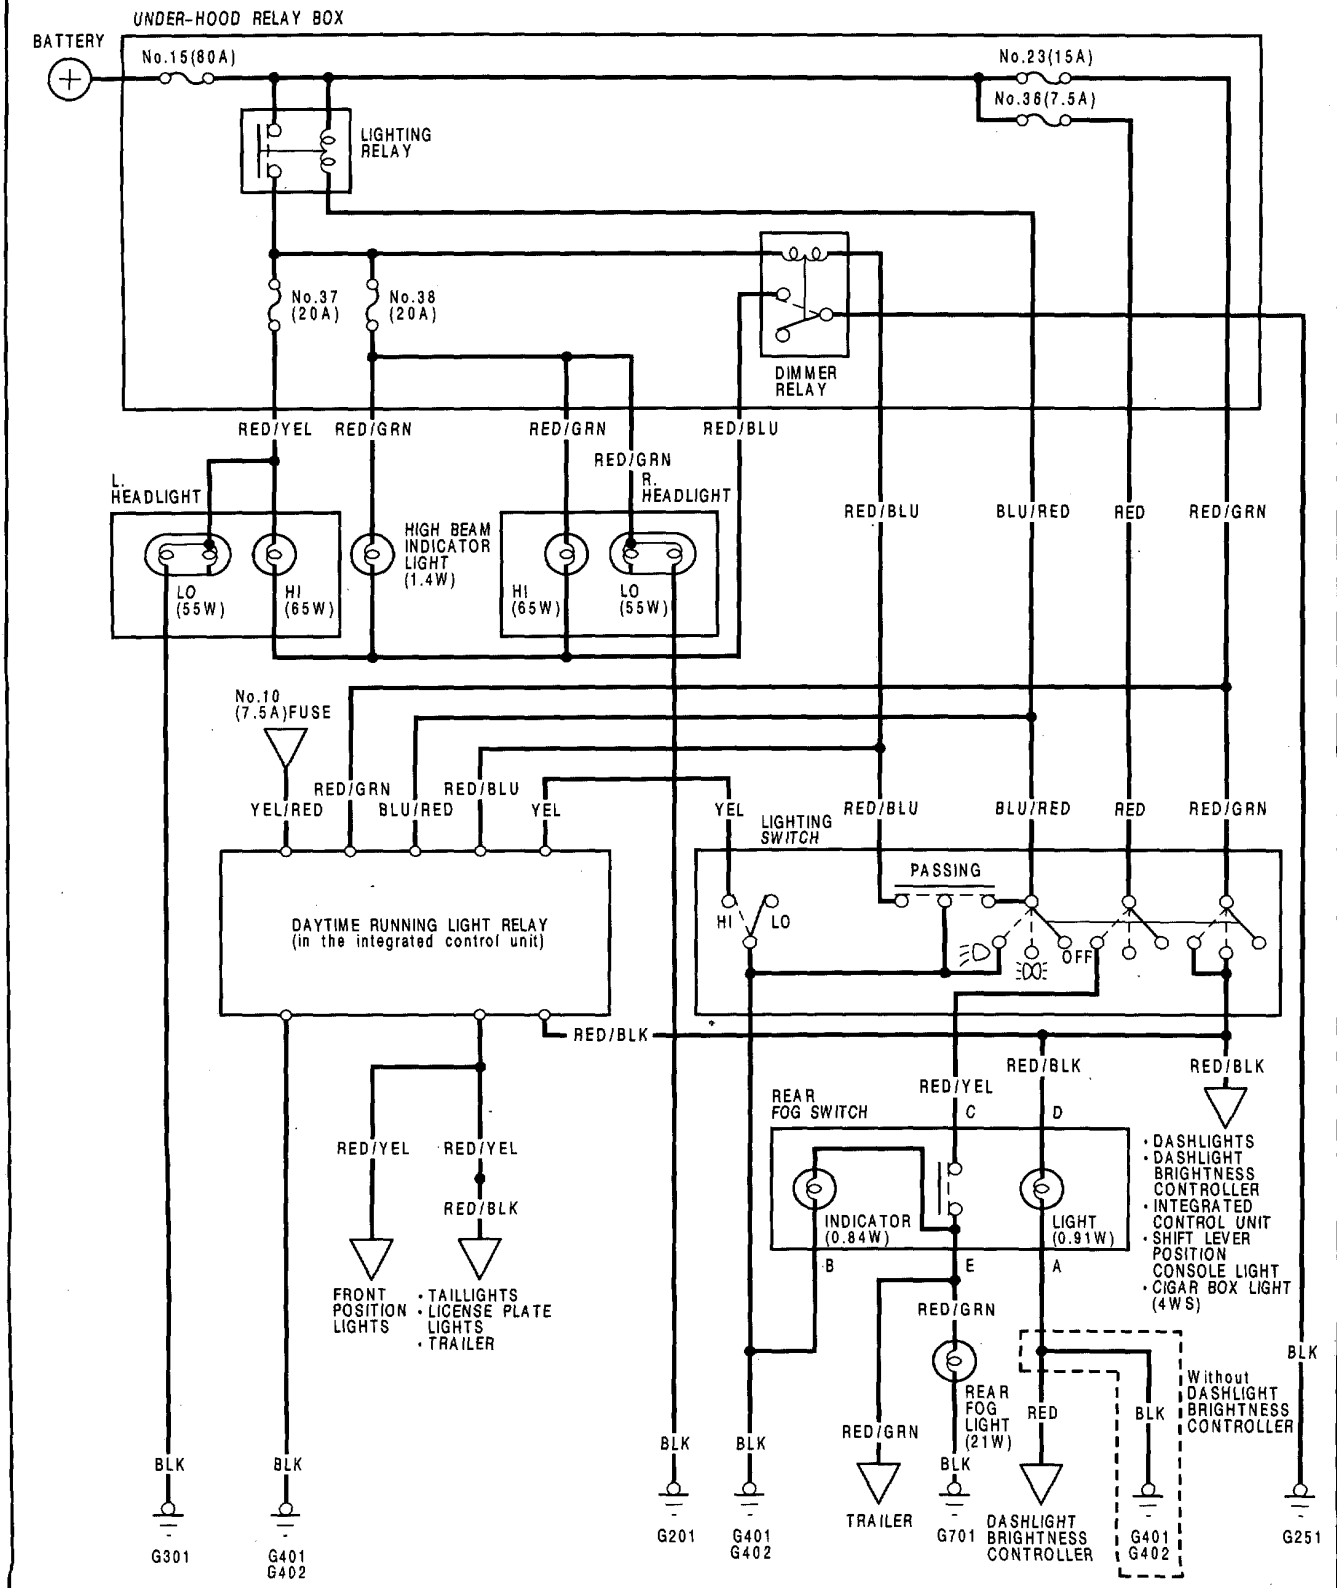 UNDER-HOOD RELAY BOX
BATTERY
No.15(80A)
No.23(15A)
No.36(7.5A)
LIGHTING
RELAY
No.37
(20A)
No.38
(20A)
DIMMER
RELAY
RED/YEL
RED/GRN
RED/GRN
RED/BLU
RED/GRN
L.
HEADLIGHT
R.
HEADLIGHT
RED/BLU
BLU/RED
RED
RED/GRN
HIGH BEAM
INDICATOR
LIGHT
(1.4W)
LO
(55W)
HI
(65W)
HI
(65W)
LO
(55W)
No.10
(7.5A)FUSE
YEL/RED
RED/GRN
BLU/RED
RED/BLU
YEL
YEL
RED/BLU
BLU/RED
RED
RED/GRN
LIGHTING
SWITCH
PASSING
HI
LO
OFF
DAYTIME RUNNING LIGHT RELAY
(in the integrated control unit)
RED/BLK
RED/BLK
RED/BLK
RED/YEL
REAR
FOG SWITCH
C
D
RED/YEL
RED/YEL
RED/BLK
INDICATOR
(0.84W)
LIGHT
(0.91W)
B
E
A
• DASHLIGHTS
• DASHLIGHT
BRIGHTNESS
CONTROLLER
• INTEGRATED
CONTROL UNIT
• SHIFT LEVER
POSITION
CONSOLE LIGHT
• CIGAR BOX LIGHT
(4WS)
FRONT
POSITION
LIGHTS
• TAILLIGHTS
• LICENSE PLATE
LIGHTS
• TRAILER
RED/GRN
BLK
Without
DASHLIGHT
BRIGHTNESS
CONTROLLER
REAR
FOG
LIGHT
(21W)
RED
BLK
RED/GRN
BLK
BLK
BLK
BLK
BLK
TRAILER
DASHLIGHT
BRIGHTNESS
CONTROLLER
G301
G401
G402
G201
G401
G402
G701
G401
G402
G251